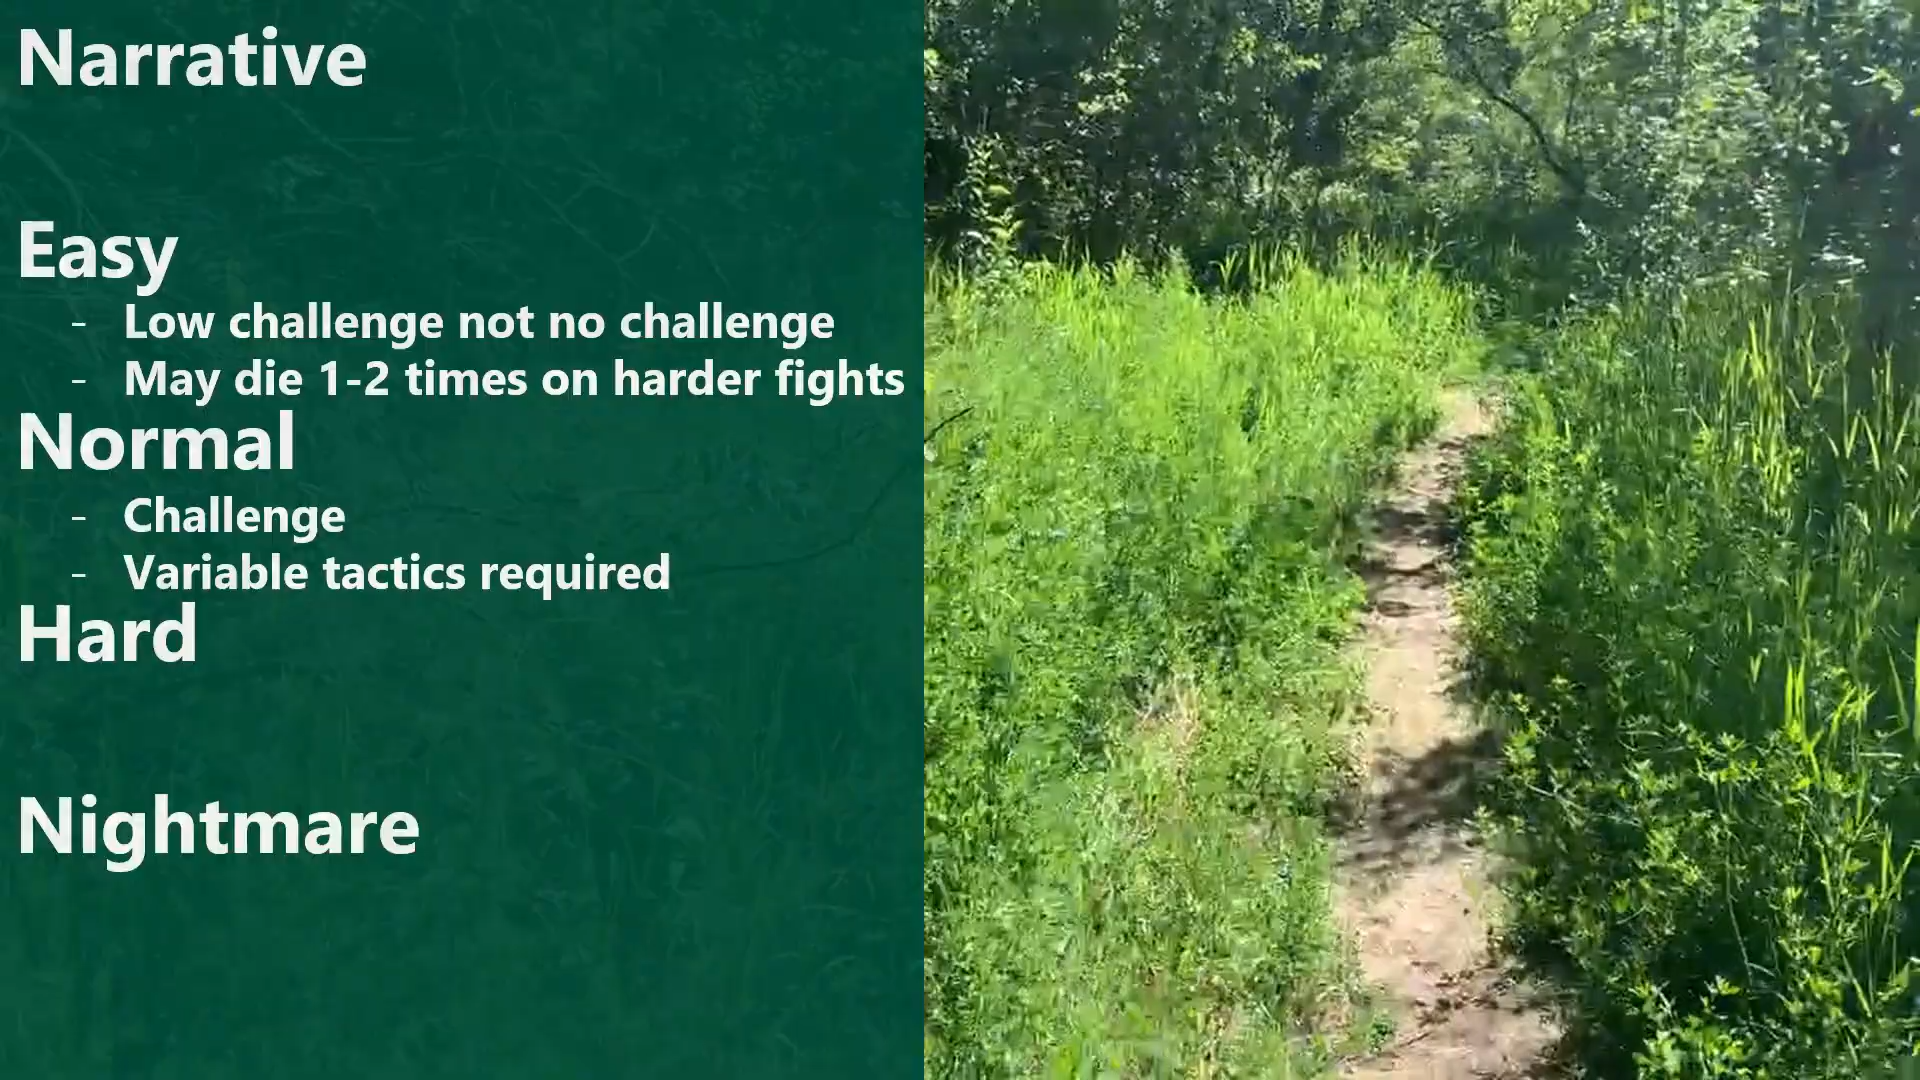 Narrative
Easy
- Low challenge not no challenge
- May die 1-2 times on harder fights
Normal
- Challenge
- Variable tactics required
Hard
Nightmare